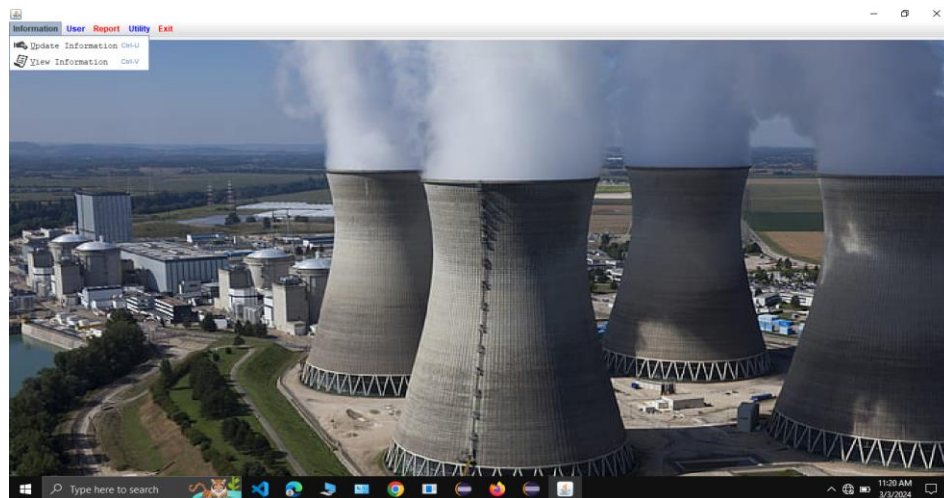 Information User Report Utility Exit
Update Information Ctrl-U
View Information Ctrl-V
Type here to search
11:20 AM
3/3/2024